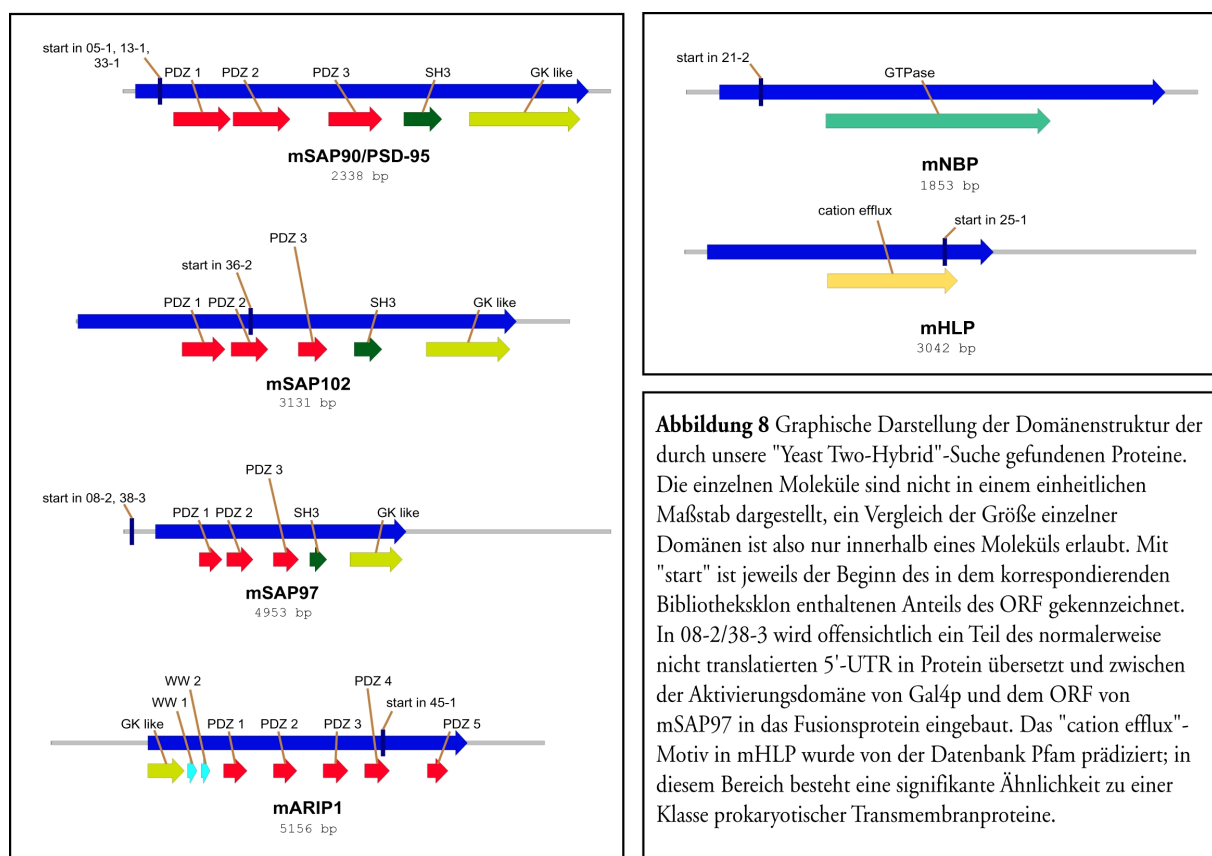 start in 05-1, 13-1,
33-1
PDZ 1
PDZ 2
PDZ 3
SH3
GK like
mSAP90/PSD-95
2338 bp
PDZ 3
start in 36-2
PDZ 1
PDZ 2
SH3
GK like
mSAP102
3131 bp
PDZ 3
start in 08-2, 38-3
PDZ 1
PDZ 2
SH3
GK like
mSAP97
4953 bp
WW 2
PDZ 4
WW 1
start in 45-1
GK like
PDZ 1
PDZ 2
PDZ 3
PDZ 5
mARIP1
5156 bp
start in 21-2
GTPase
mNBP
1853 bp
cation efflux
start in 25-1
mHLP
3042 bp
Abbildung 8 Graphische Darstellung der Domänenstruktur der
durch unsere "Yeast Two-Hybrid"-Suche gefundenen Proteine.
Die einzelnen Moleküle sind nicht in einem einheitlichen
Maßstab dargestellt, ein Vergleich der Größe einzelner
Domänen ist also nur innerhalb eines Moleküls erlaubt. Mit
"start" ist jeweils der Beginn des in dem korrespondierenden
Bibliotheksklon enthaltenen Anteils des ORF gekennzeichnet.
In 08-2/38-3 wird offensichtlich ein Teil des normalerweise
nicht translatierten 5'-UTR in Protein übersetzt und zwischen
der Aktivierungsdomäne von Gal4p und dem ORF von
mSAP97 in das Fusionsprotein eingebaut. Das "cation efflux"-
Motiv in mHLP wurde von der Datenbank Pfam prädiziert; in
diesem Bereich besteht eine signifikante Ähnlichkeit zu einer
Klasse prokaryotischer Transmembranproteine.